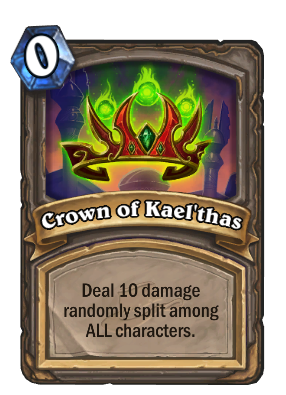 0
Crown of Kael'thas
Deal 10 damage
randomly split among
ALL characters.